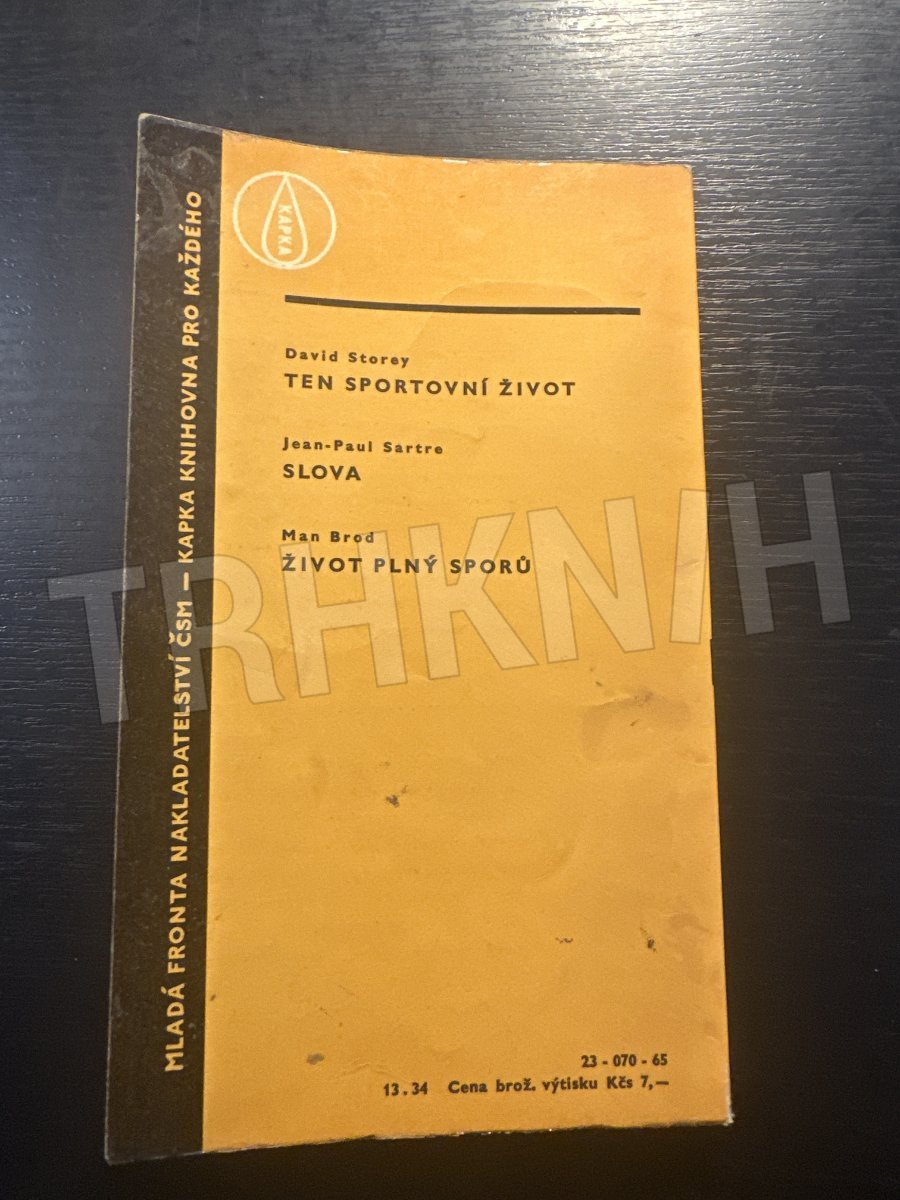 KAPKA
MLADÁ FRONTA NAKLADATELSTVÍ ČSM — KAPKA KNIHOVNA PRO KAŽDÉHO
David Storey
TEN SPORTOVNÍ ŽIVOT
Jean-Paul Sartre
SLOVA
Man Brod
ŽIVOT PLNÝ SPORŮ
TRHKNIH
23 - 070 - 65
13.34 Cena brož. výtisku Kčs 7,—